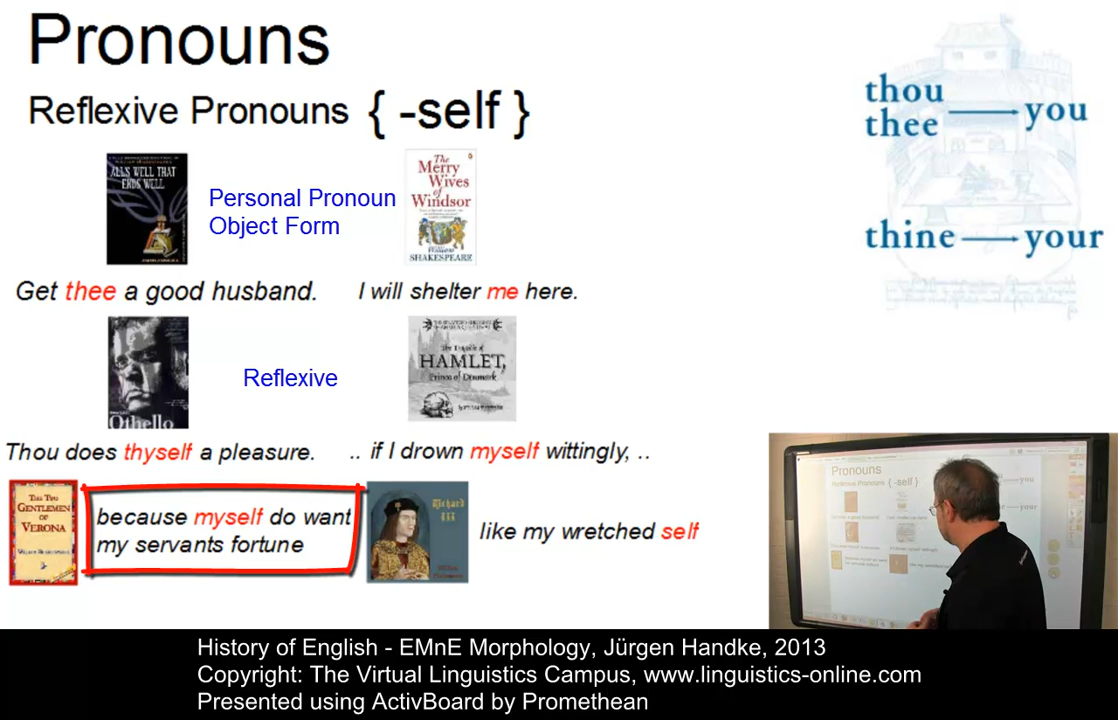 Pronouns
Reflexive Pronouns { -self }
thou
thee
you
thine
your
ALL'S WELL THAT
ENDS WELL
Personal Pronoun
Object Form
The
Merry
Wives
of
Windsor
William
SHAKESPEARE
Get thee a good husband.
I will shelter me here.
Othello
Reflexive
The Tragedie of
HAMLET,
Prince of Denmark
Thou does thyself a pleasure.
.. if I drown myself wittingly, ..
THE TWO
GENTLEMEN
OF
VERONA
because myself do want
my servants fortune
Richard
III
like my wretched self
Pronouns
Reflexive Pronouns { -self }
History of English - EMnE Morphology, Jürgen Handke, 2013
Copyright: The Virtual Linguistics Campus, www.linguistics-online.com
Presented using ActivBoard by Promethean